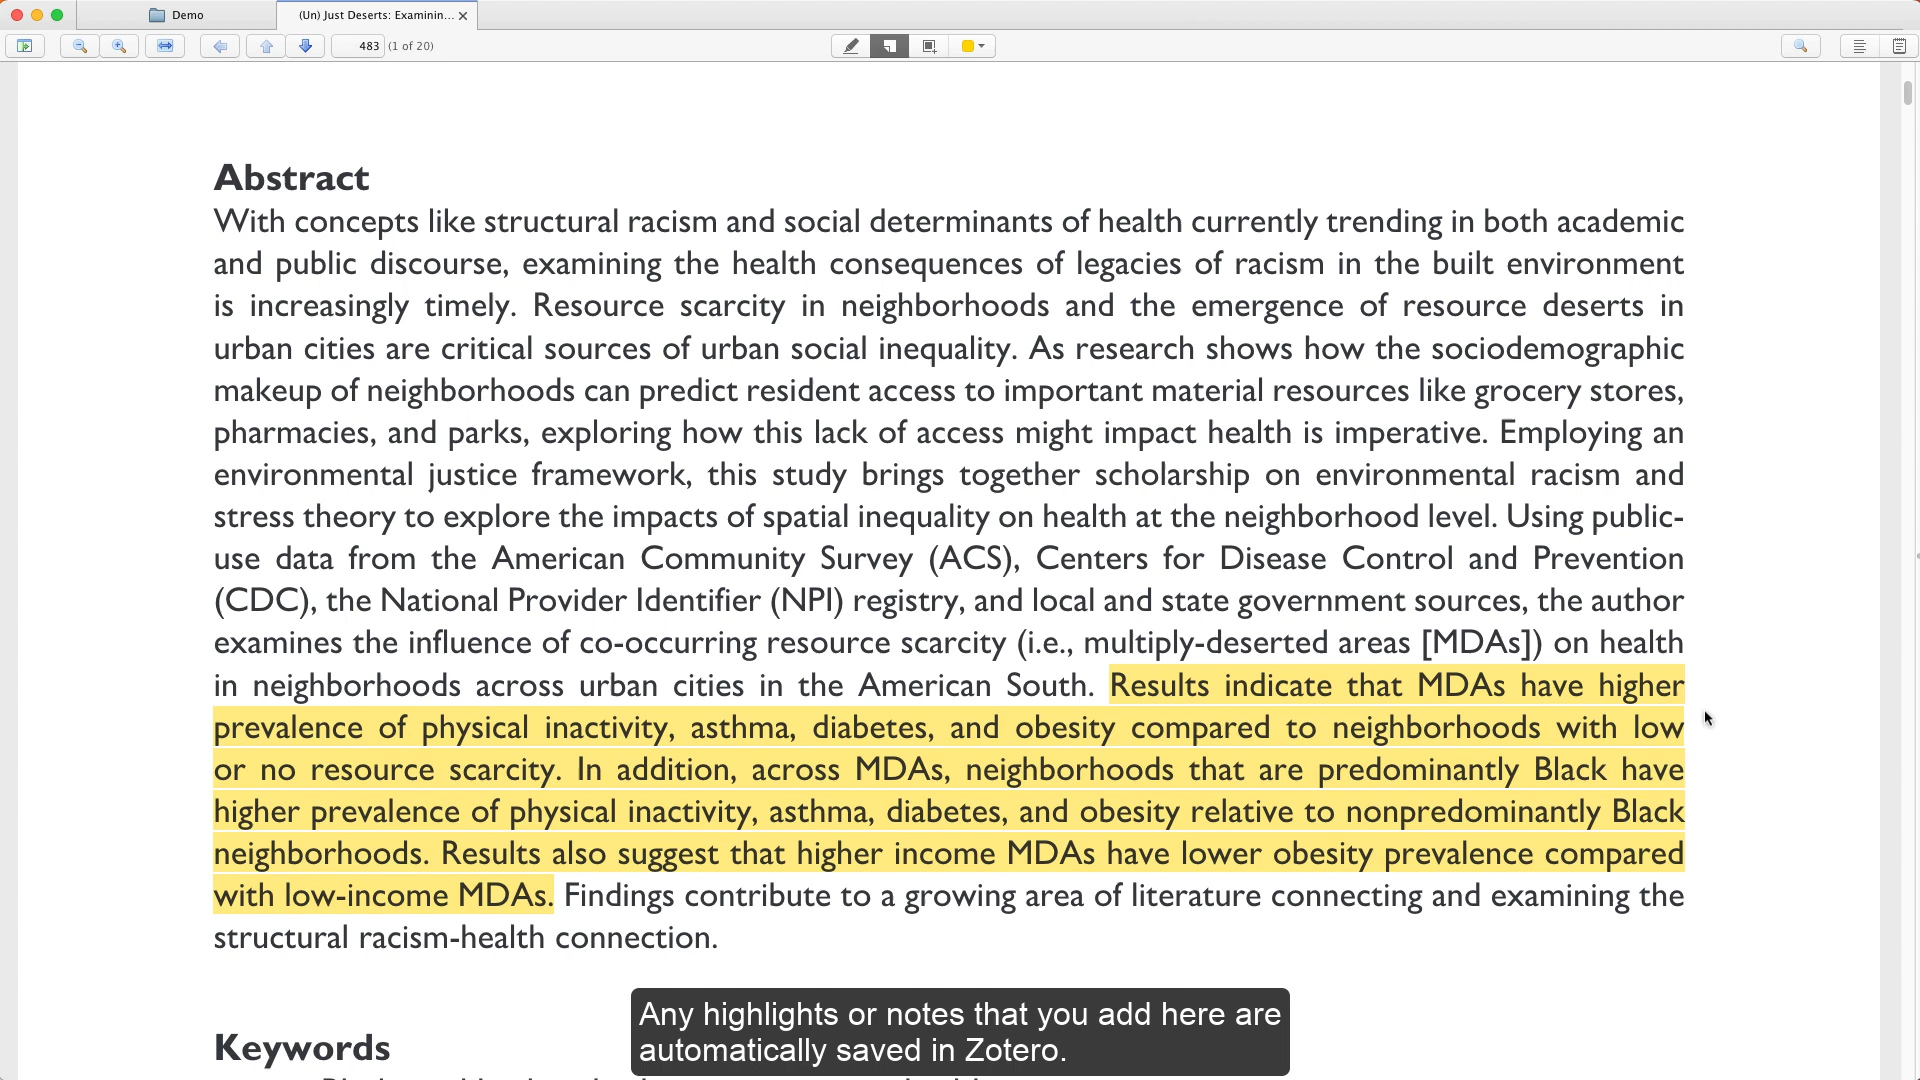 Demo
(Un) Just Deserts: Examinin...
483 (1 of 20)
Abstract
With concepts like structural racism and social determinants of health currently trending in both academic
and public discourse, examining the health consequences of legacies of racism in the built environment
is increasingly timely. Resource scarcity in neighborhoods and the emergence of resource deserts in
urban cities are critical sources of urban social inequality. As research shows how the sociodemographic
makeup of neighborhoods can predict resident access to important material resources like grocery stores,
pharmacies, and parks, exploring how this lack of access might impact health is imperative. Employing an
environmental justice framework, this study brings together scholarship on environmental racism and
stress theory to explore the impacts of spatial inequality on health at the neighborhood level. Using public-
use data from the American Community Survey (ACS), Centers for Disease Control and Prevention
(CDC), the National Provider Identifier (NPI) registry, and local and state government sources, the author
examines the influence of co-occurring resource scarcity (i.e., multiply-deserted areas [MDAs]) on health
in neighborhoods across urban cities in the American South. Results indicate that MDAs have higher
prevalence of physical inactivity, asthma, diabetes, and obesity compared to neighborhoods with low
or no resource scarcity. In addition, across MDAs, neighborhoods that are predominantly Black have
higher prevalence of physical inactivity, asthma, diabetes, and obesity relative to nonpredominantly Black
neighborhoods. Results also suggest that higher income MDAs have lower obesity prevalence compared
with low-income MDAs. Findings contribute to a growing area of literature connecting and examining the
structural racism-health connection.
Keywords
Any highlights or notes that you add here are
automatically saved in Zotero.